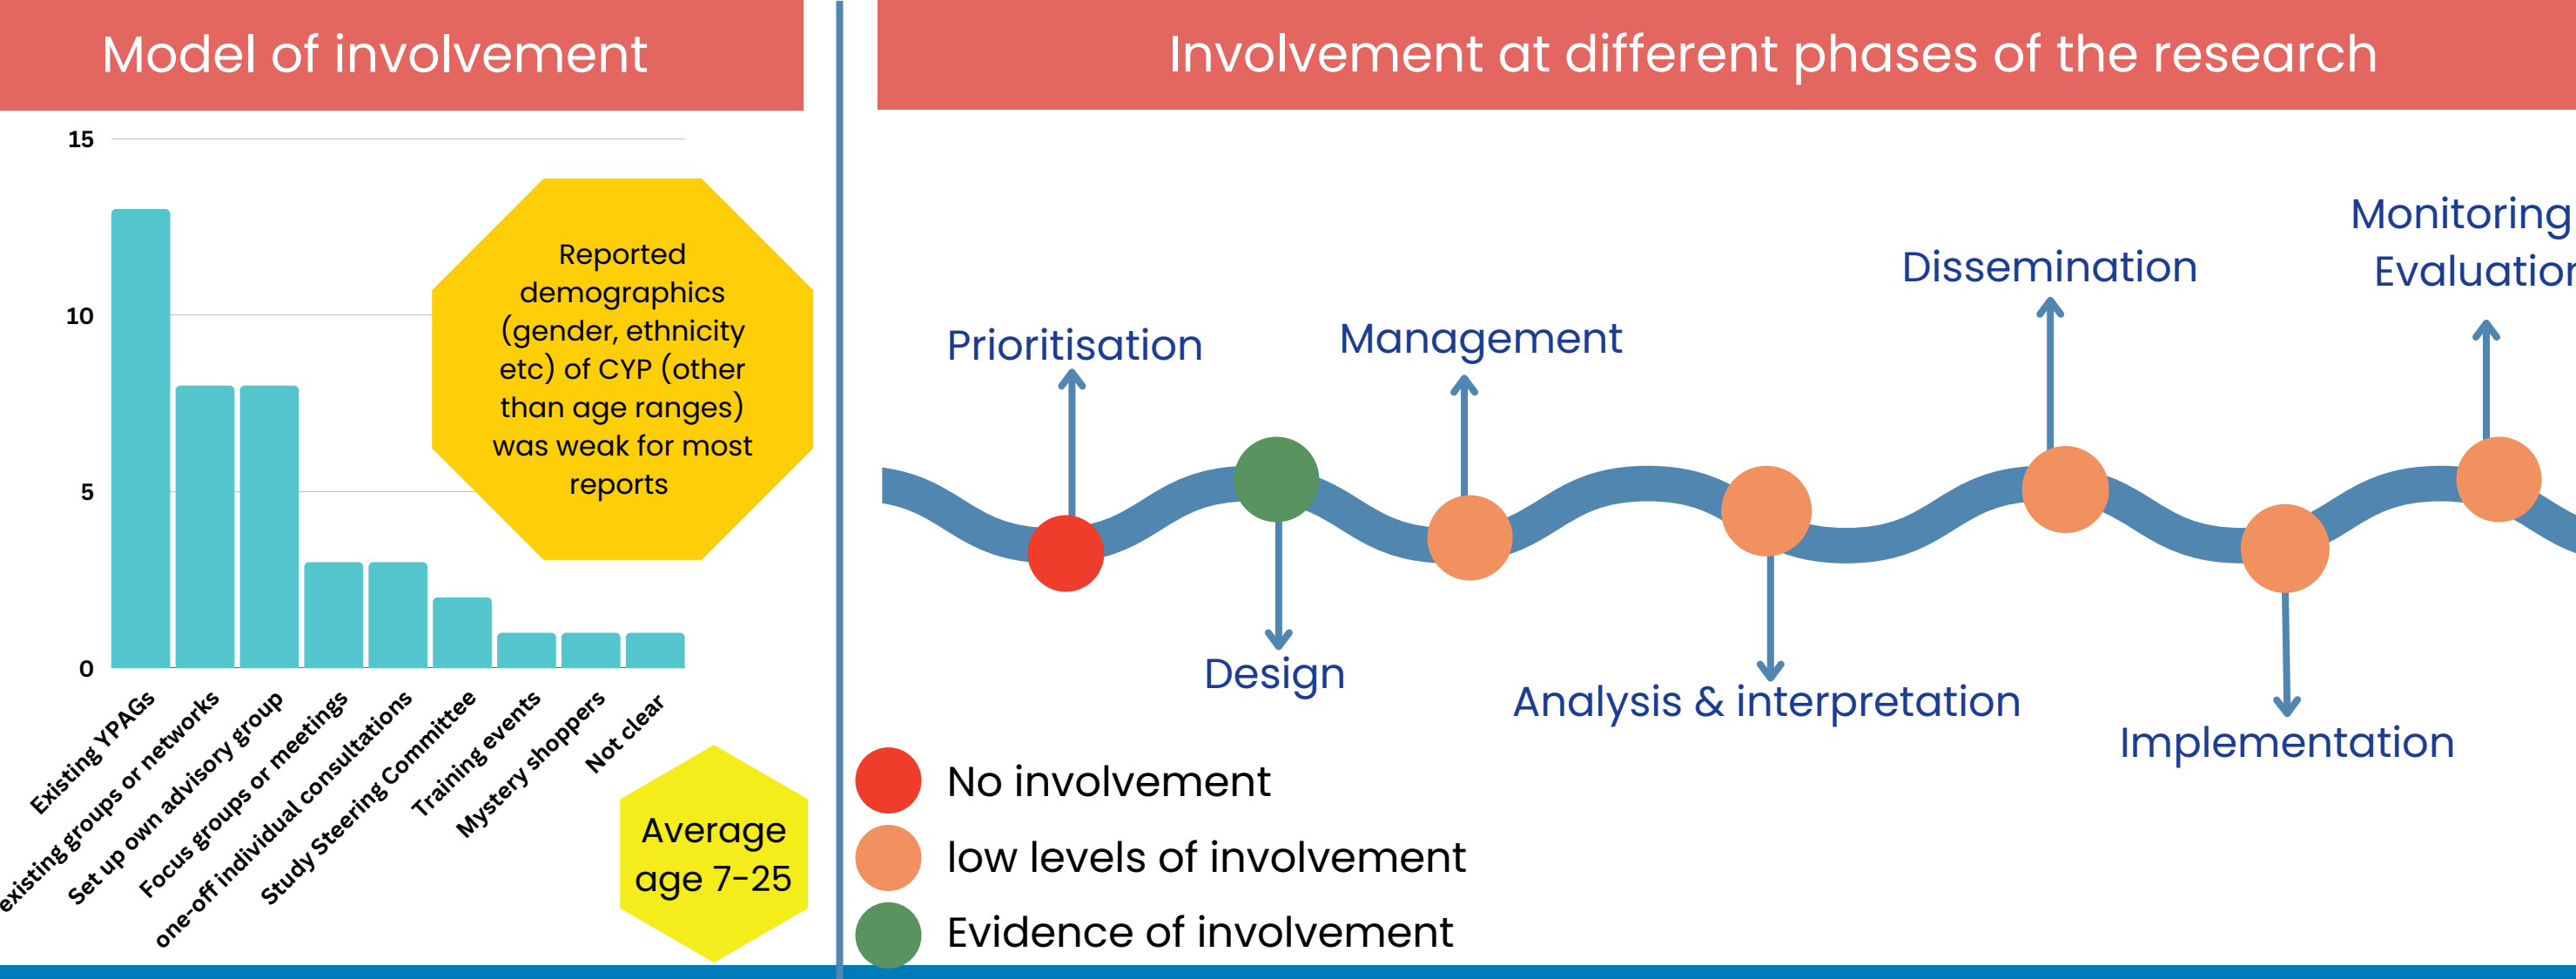 Model of involvement
15
10
5
0
Reported
demographics
(gender, ethnicity
etc) of CYP (other
than age ranges)
was weak for most
reports
Existing YPAGs
existing groups or networks
Set up own advisory group
Focus groups or meetings
one-off individual consultations
Study Steering Committee
Training events
Mystery shoppers
Not clear
Average
age 7-25
Involvement at different phases of the research
Prioritisation
Design
Management
Analysis & interpretation
Dissemination
Implementation
Monitoring
Evaluation
No involvement
low levels of involvement
Evidence of involvement